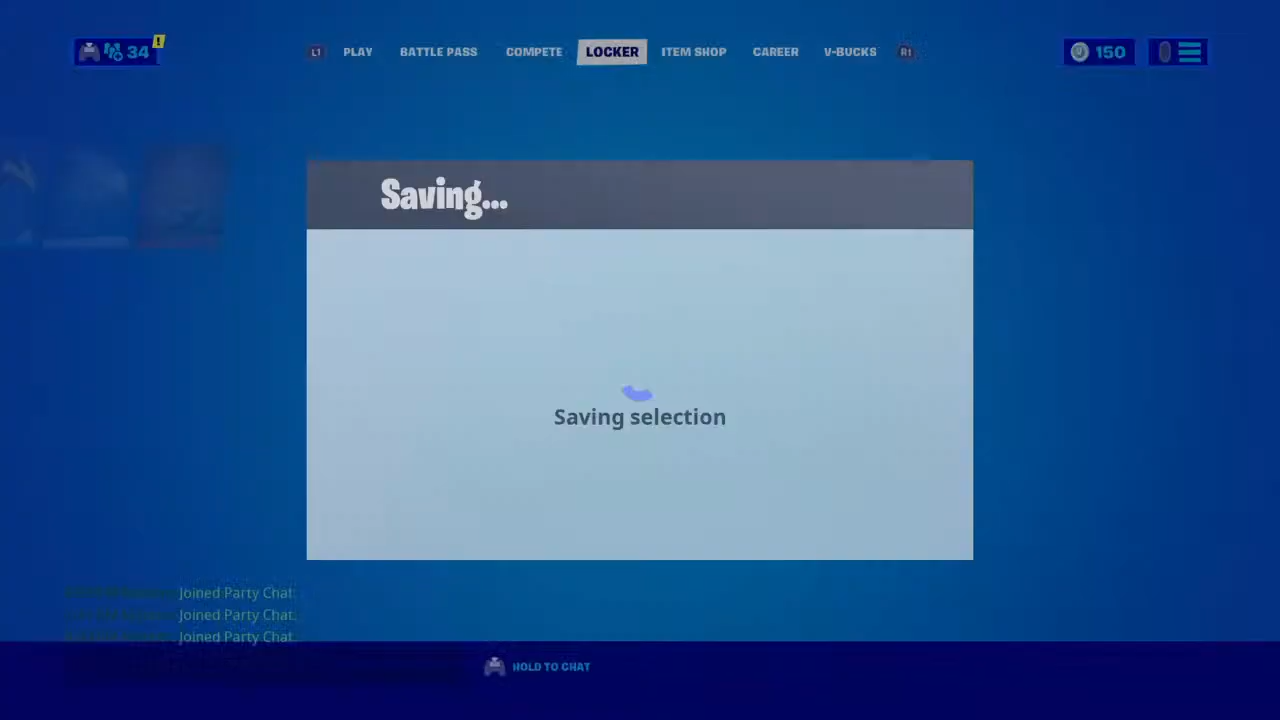 ! 34
L1 PLAY BATTLE PASS COMPETE LOCKER ITEM SHOP CAREER V-BUCKS R1
150
Saving...
Saving selection
Joined Party Chat.
Joined Party Chat.
Joined Party Chat.
HOLD TO CHAT